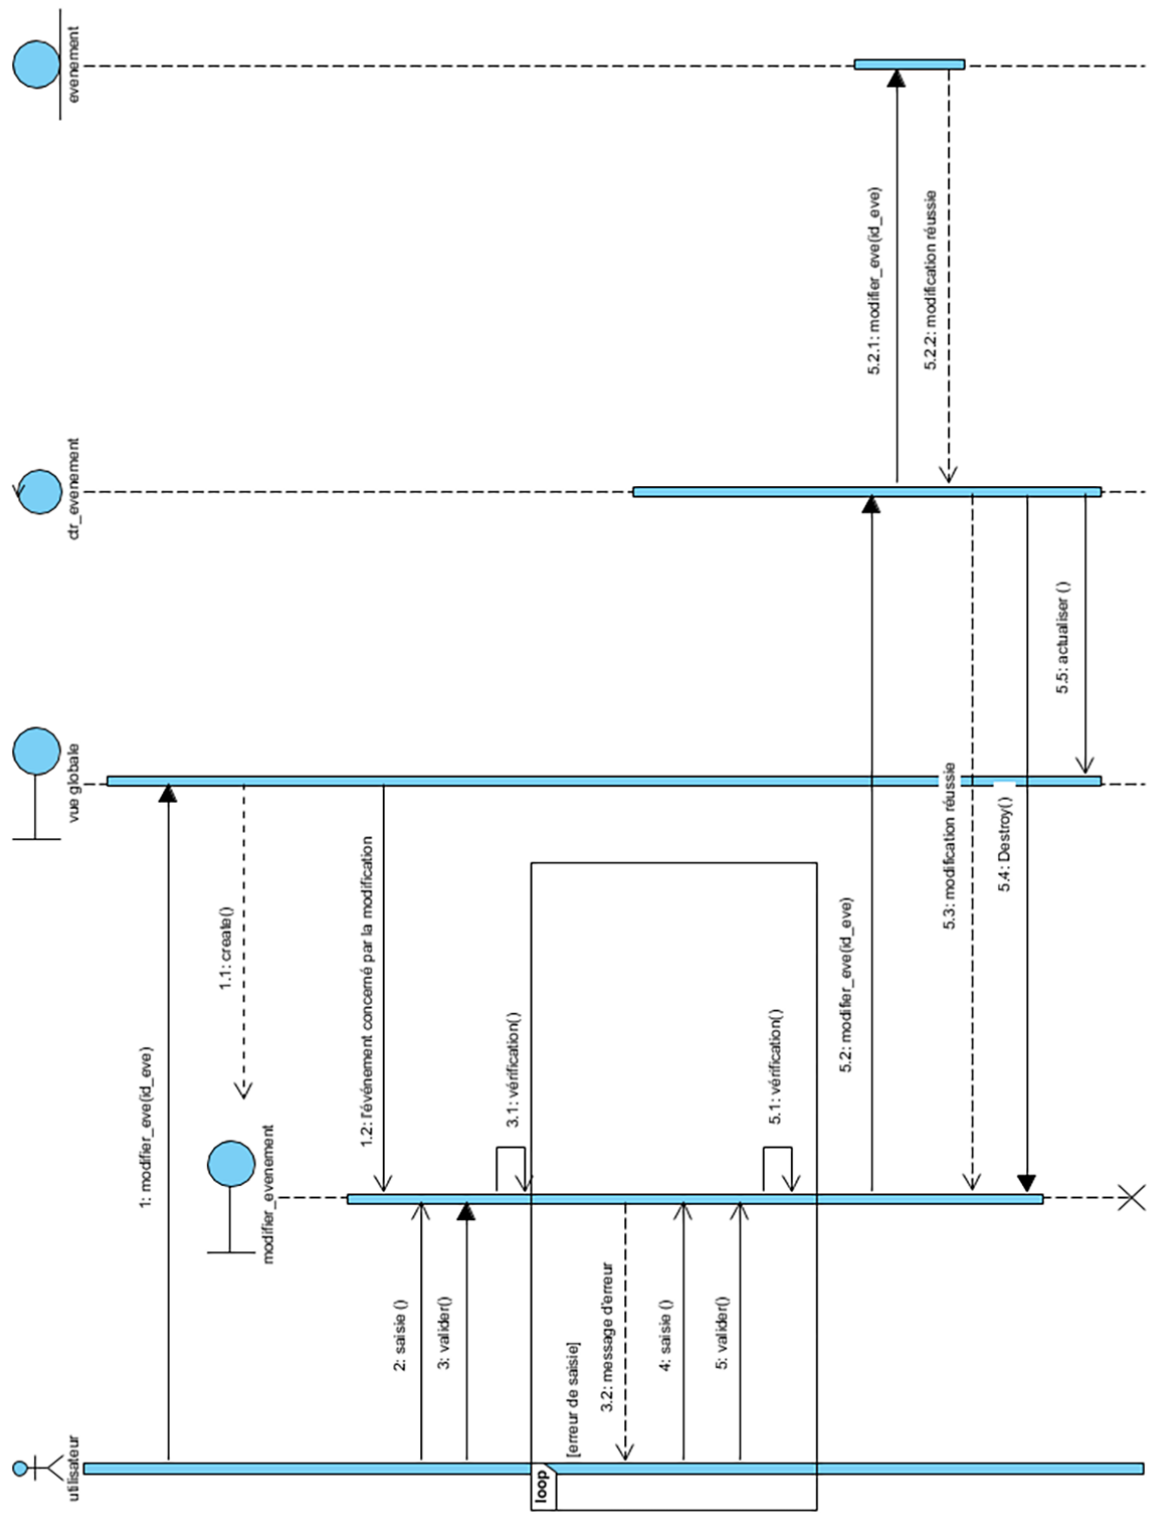 utilisateur
vue globale
ctr_evenement
evenement
1: modifier_eve(id_eve)
1.1: create()
modifier_evenement
1.2: l'événement concerné par la modification
2: saisie ()
3: valider()
3.1: vérification()
loop
[erreur de saisie]
3.2: message d'erreur
4: saisie ()
5: valider()
5.1: vérification()
5.2: modifier_eve(id_eve)
5.2.1: modifier_eve(id_eve)
5.2.2: modification réussie
5.3: modification réussie
5.4: Destroy()
5.5: actualiser ()